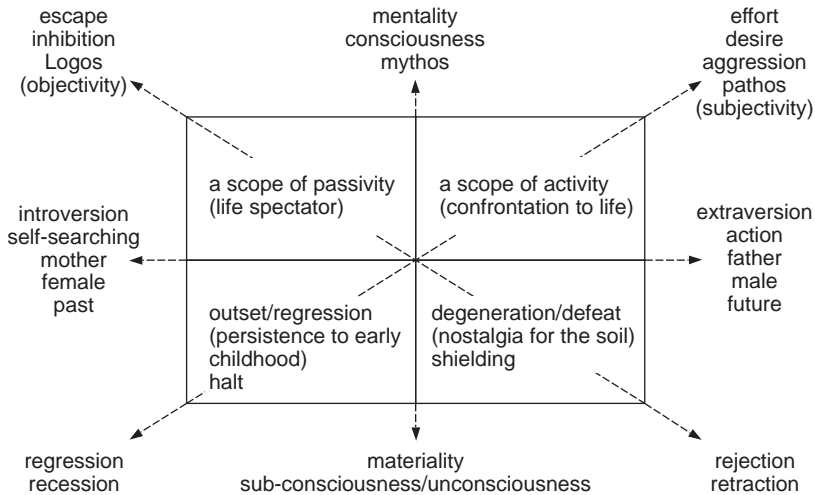 escape
inhibition
Logos
(objectivity)
mentality
consciousness
mythos
effort
desire
aggression
pathos
(subjectivity)
a scope of passivity
(life spectator)
a scope of activity
(confrontation to life)
introversion
self-searching
mother
female
past
extraversion
action
father
male
future
outset/regression
(persistence to early
childhood)
halt
degeneration/defeat
(nostalgia for the soil)
shielding
regression
recession
materiality
sub-consciousness/unconsciousness
rejection
retraction